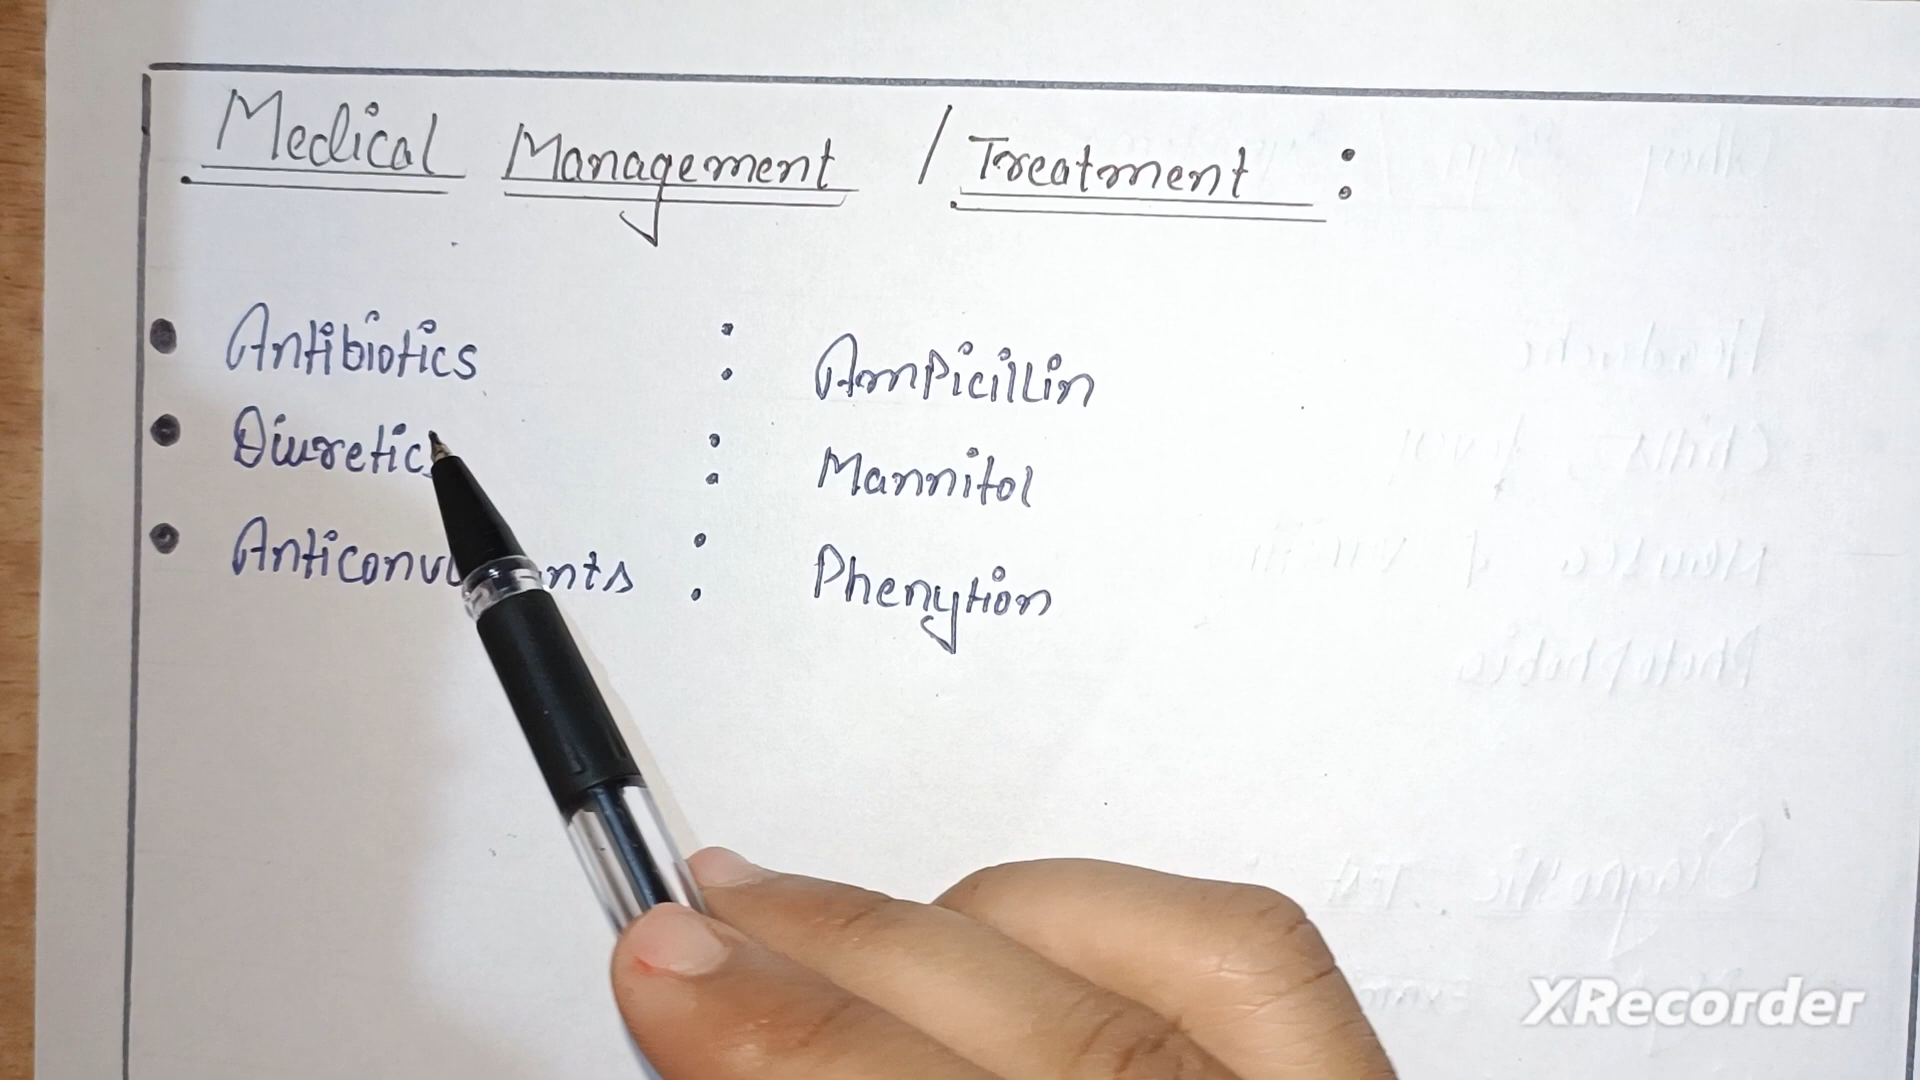 Medical Management / Treatment :
• Antibiotics : Ampicillin
• Diuretics : Mannitol
• Anticonvulsants : Phenytion
XRecorder